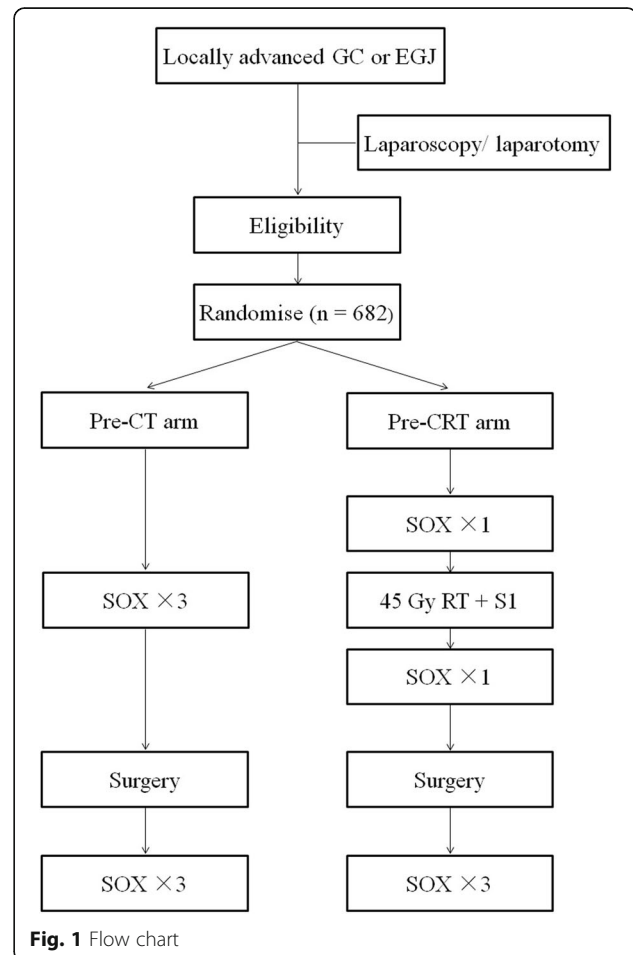 Locally advanced GC or EGJ
Laparoscopy/ laparotomy
Eligibility
Randomise (n = 682)
Pre-CT arm
SOX ×3
Surgery
SOX ×3
Pre-CRT arm
SOX ×1
45 Gy RT + S1
SOX ×1
Surgery
SOX ×3
Fig. 1 Flow chart